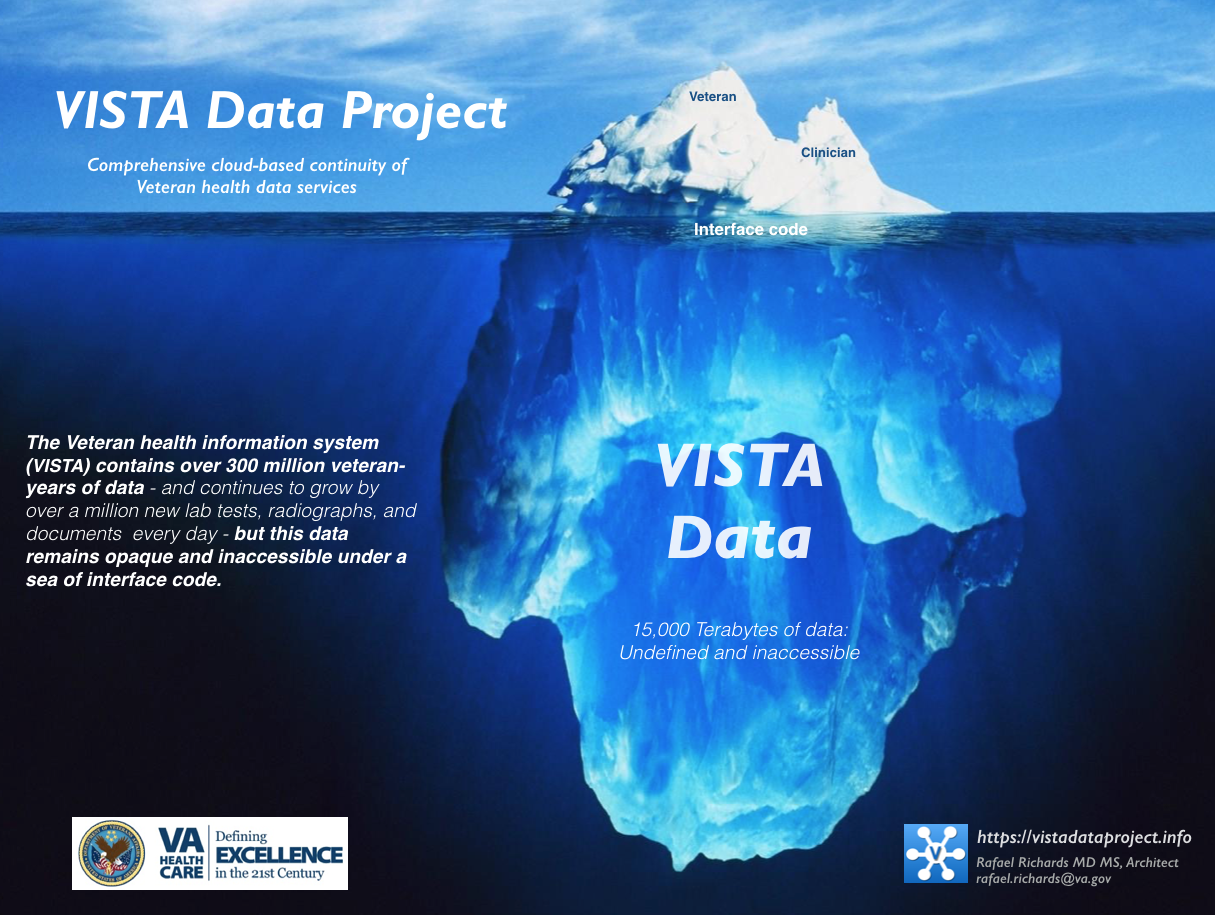 VISTA Data Project
Comprehensive cloud-based continuity of
Veteran health data services
Veteran
Clinician
Interface code
The Veteran health information system
(VISTA) contains over 300 million veteran-
years of data - and continues to grow by
over a million new lab tests, radiographs, and
documents  every day - but this data
remains opaque and inaccessible under a
sea of interface code.
VISTA
Data
15,000 Terabytes of data:
Undefined and inaccessible
VA
HEALTH
CARE
Defining
EXCELLENCE
in the 21st Century
V
https://vistadataproject.info
Rafael Richards MD MS, Architect
rafael.richards@va.gov